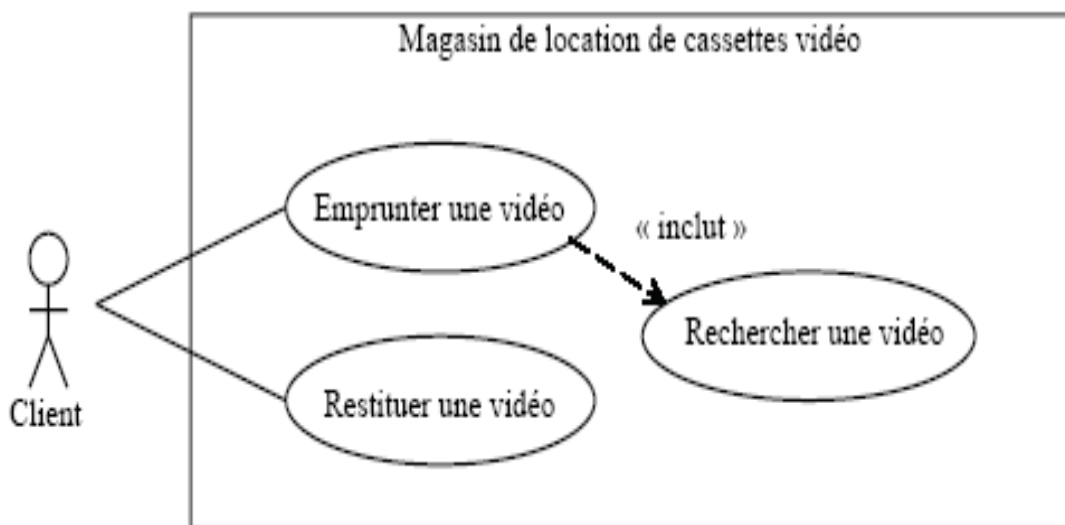 Magasin de location de cassettes vidéo
Emprunter une vidéo
« inclut »
Rechercher une vidéo
Restituer une vidéo
Client